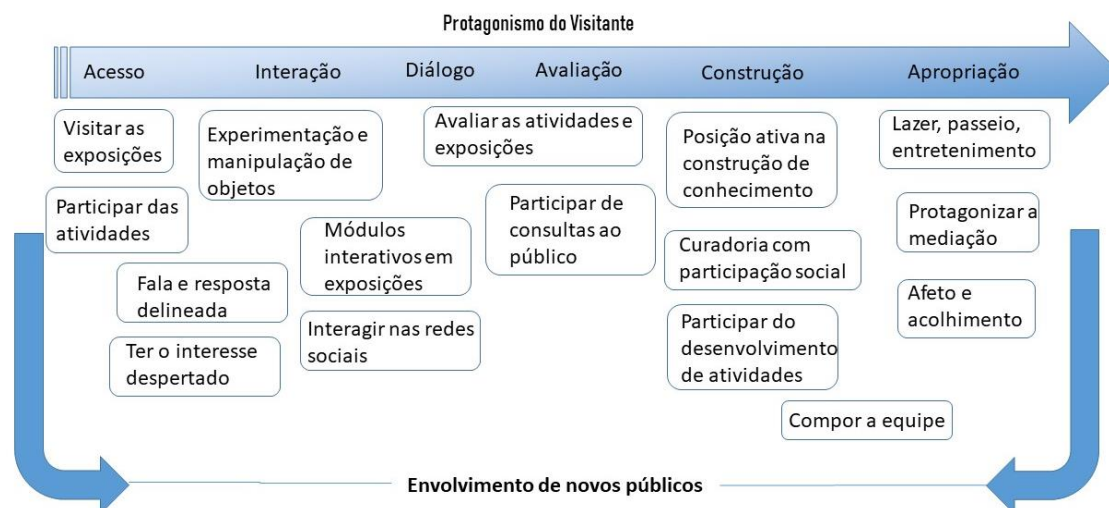 Protagonismo do Visitante
Acesso
Interação
Diálogo
Avaliação
Construção
Apropriação
Visitar as
exposições
Participar das
atividades
Fala e resposta
delineada
Ter o interesse
despertado
Experimentação e
manipulação de
objetos
Módulos
interativos em
exposições
Interagir nas redes
sociais
Avaliar as atividades e
exposições
Participar de
consultas ao
público
Posição ativa na
construção de
conhecimento
Curadoria com
participação social
Participar do
desenvolvimento
de atividades
Compor a equipe
Lazer, passeio,
entretenimento
Protagonizar a
mediação
Afeto e
acolhimento
Envolvimento de novos públicos